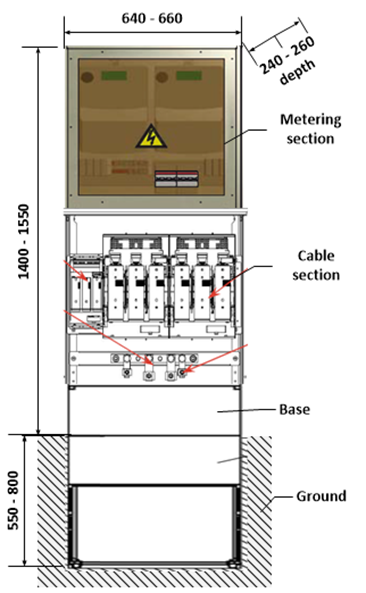 640 - 660
240 - 260
depth
Metering
section
1400 - 1550
Cable
section
Base
550 - 800
Ground